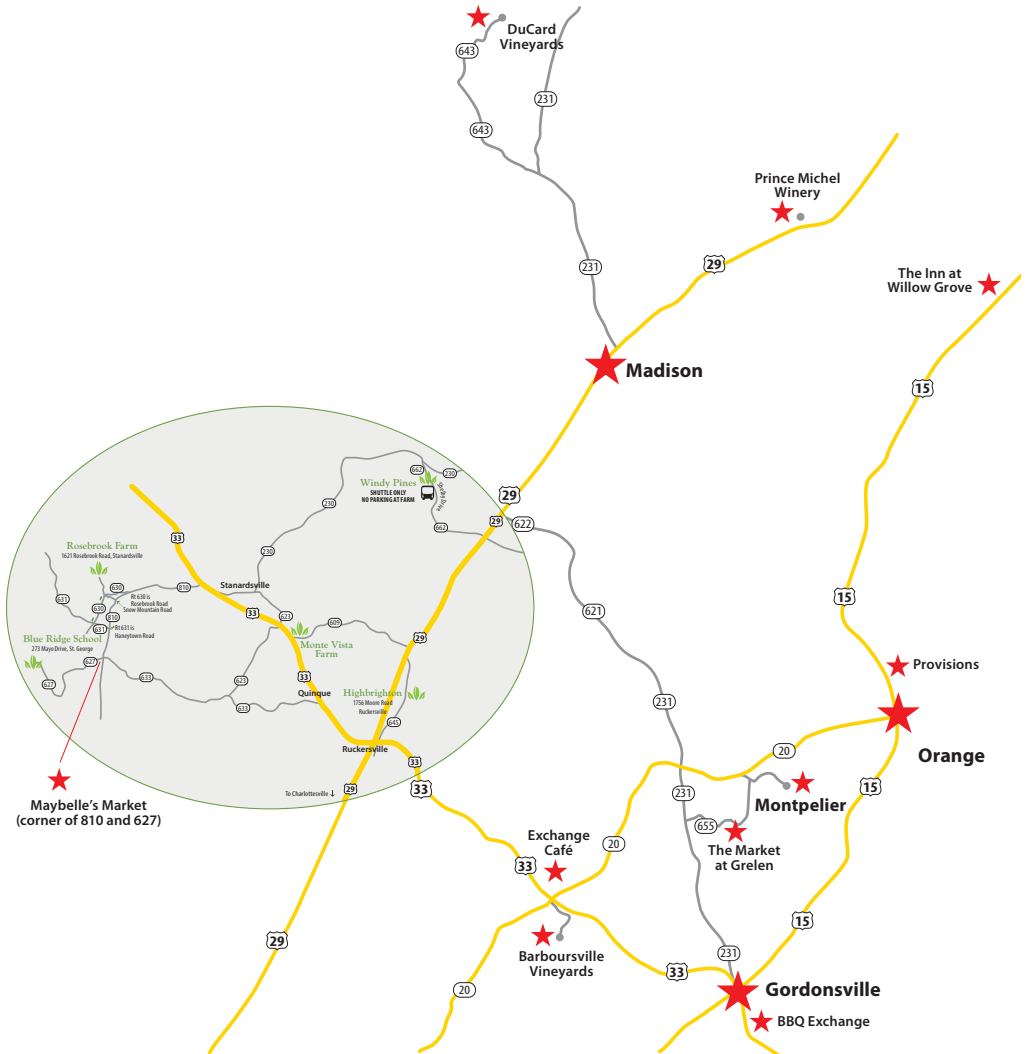 DuCard
Vineyards
643
231
643
Prince Michel
Winery
231
29
The Inn at
Willow Grove
Madison
15
662
230
Windy Pines
SHUTTLE ONLY
NO PARKING AT FARM
29
230
662
29
622
33
Rosebrook Farm
1621 Rosebrook Road, Stanardsville
230
630
810
Stanardsville
Rt 630 is
Rosebrook Road
Snow Mountain Road
631
630
810
33
623
609
621
15
631
Rt 631 is
Haneytown Road
Blue Ridge School
273 Mayo Drive, St. George
Monte Vista
Farm
29
627
633
627
33
623
Provisions
Quinque
Highbrighton
1756 Moore Road
Ruckersville
633
645
231
Orange
Ruckersville
20
33
29
33
To Charlottesville ↓
231
15
Montpelier
Maybelle's Market
(corner of 810 and 627)
655
The Market
at Grelen
Exchange
Café
20
33
15
29
Barboursville
Vineyards
231
33
20
Gordonsville
BBQ Exchange